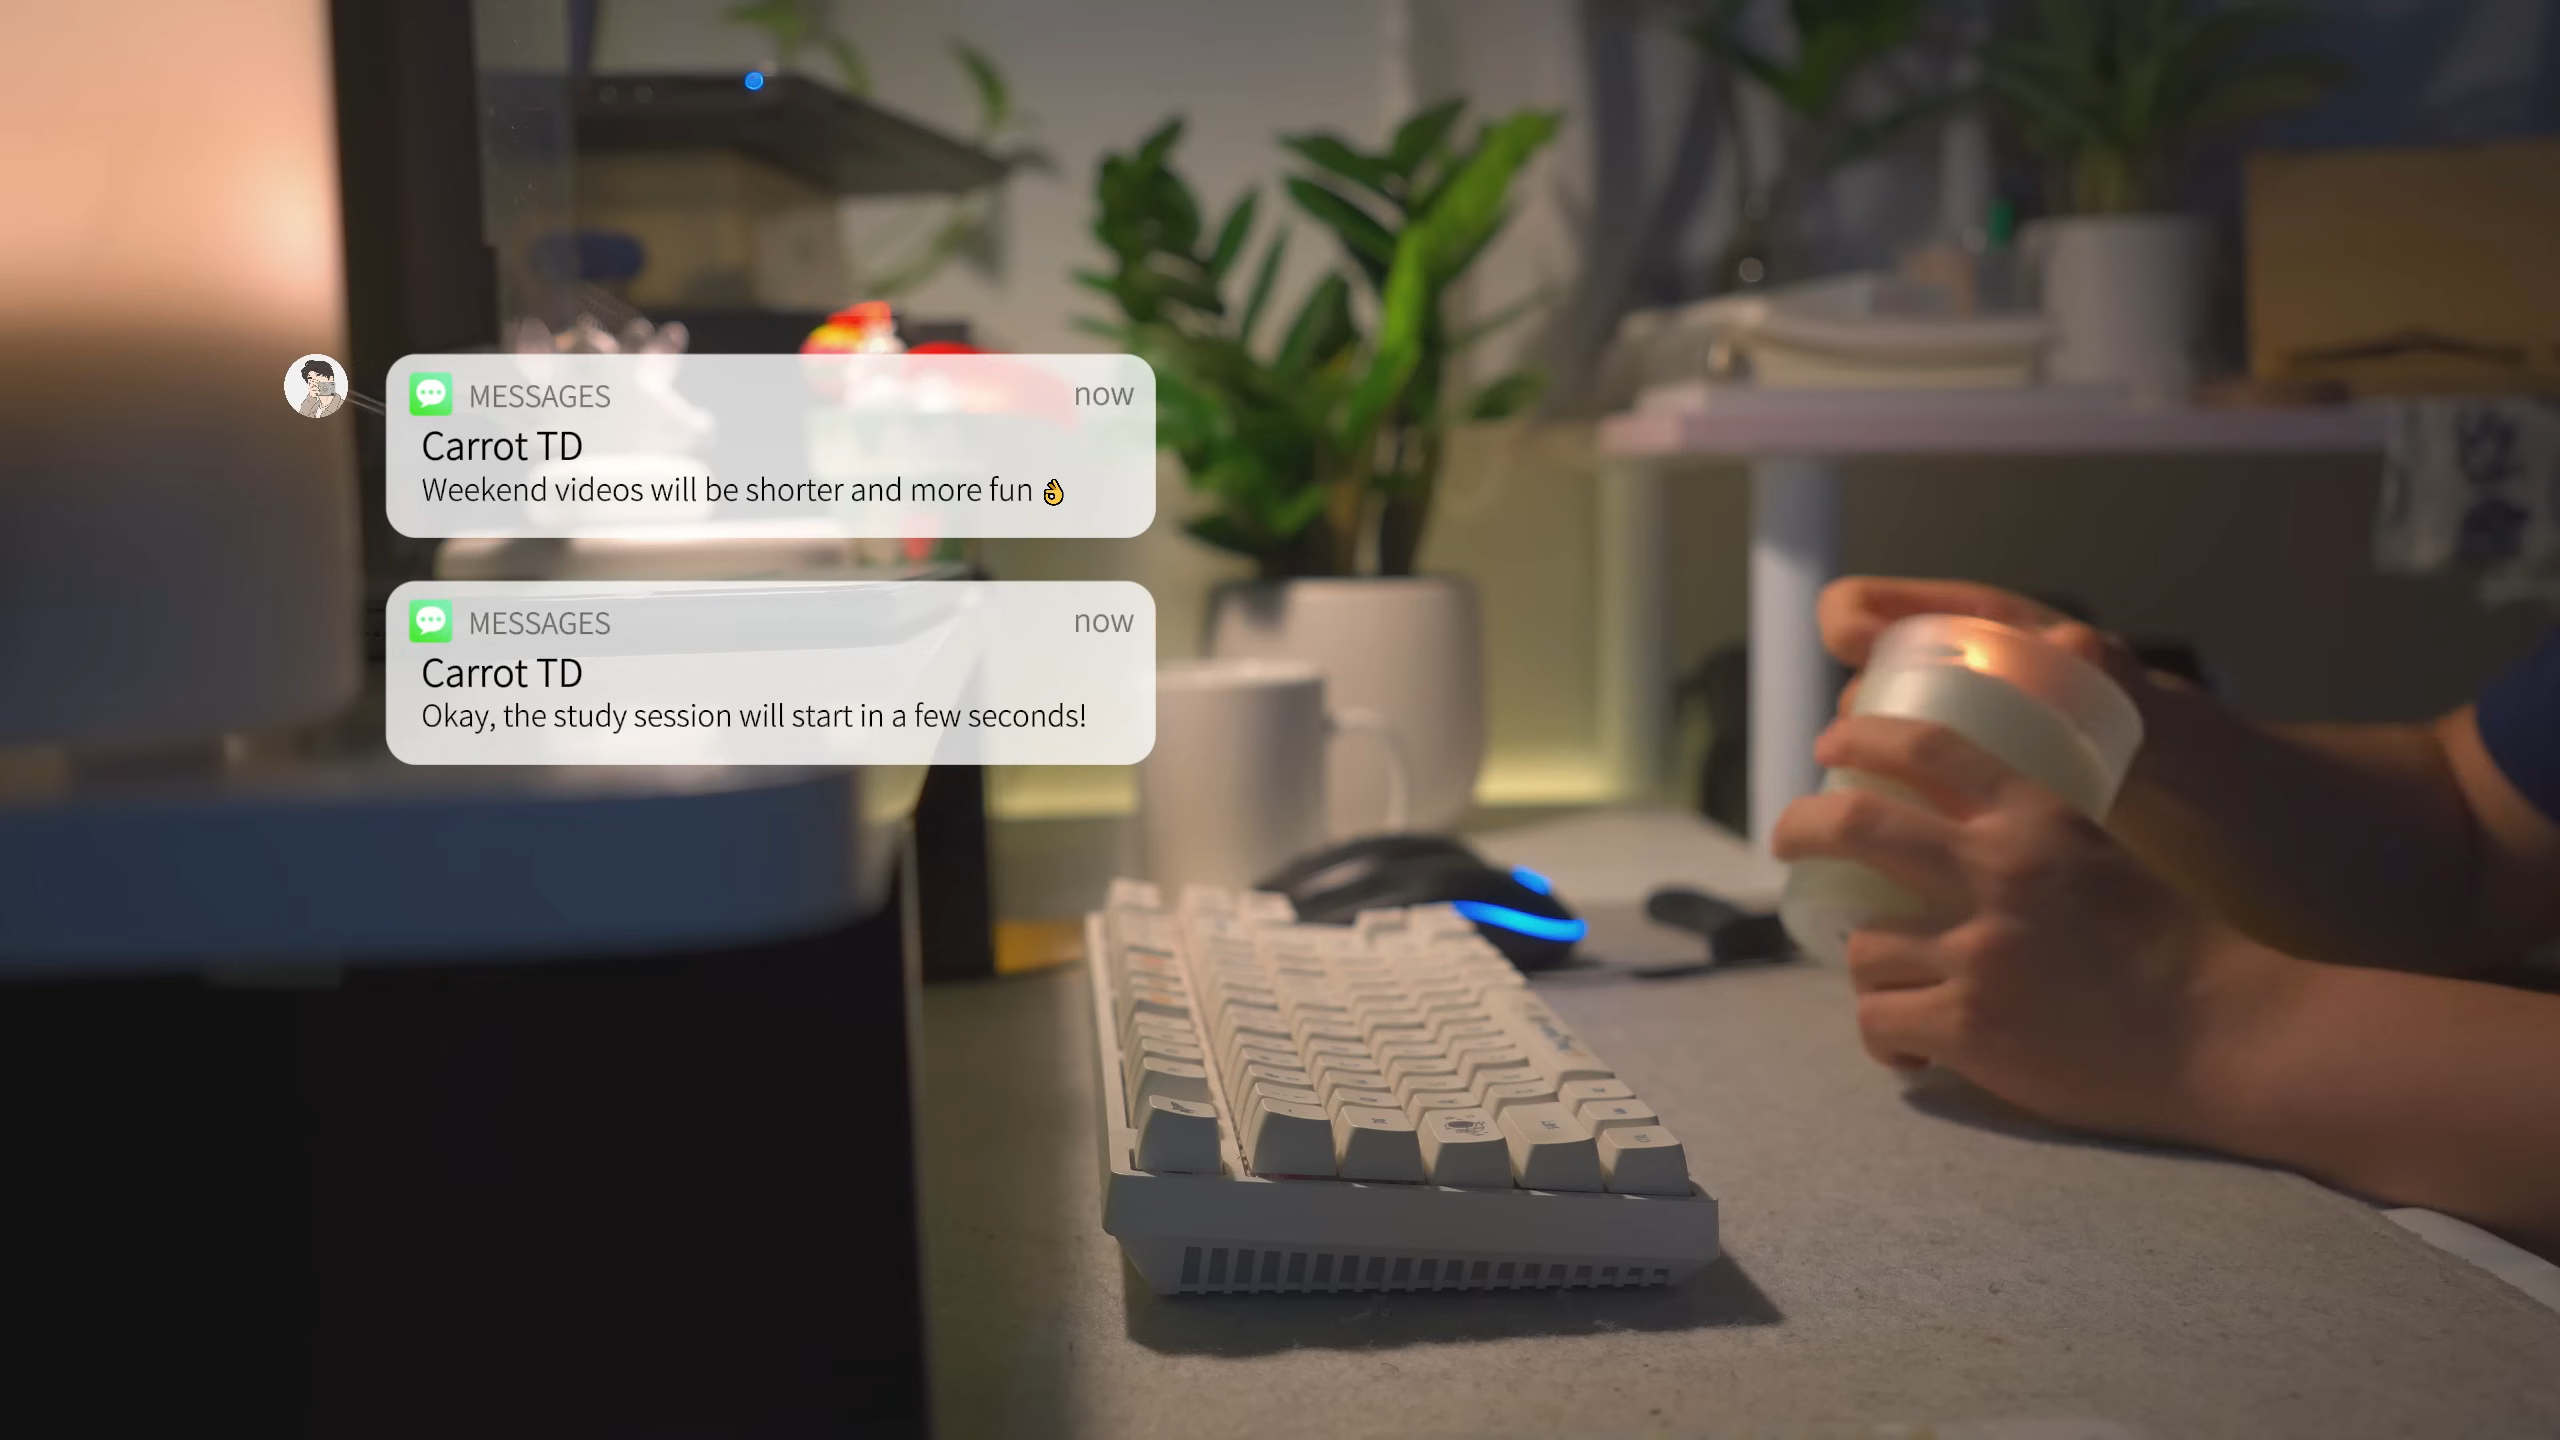 MESSAGES
now
Carrot TD
Weekend videos will be shorter and more fun 👌
MESSAGES
now
Carrot TD
Okay, the study session will start in a few seconds!